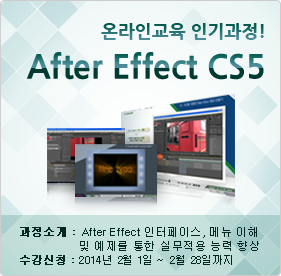 온라인교육 인기과정!
After Effect CS5
과정소개 : After Effect 인터페이스, 메뉴 이해
및 예제를 통한 실무적용 능력 향상
수강신청 : 2014년 2월 1일 ~ 2월 28일까지